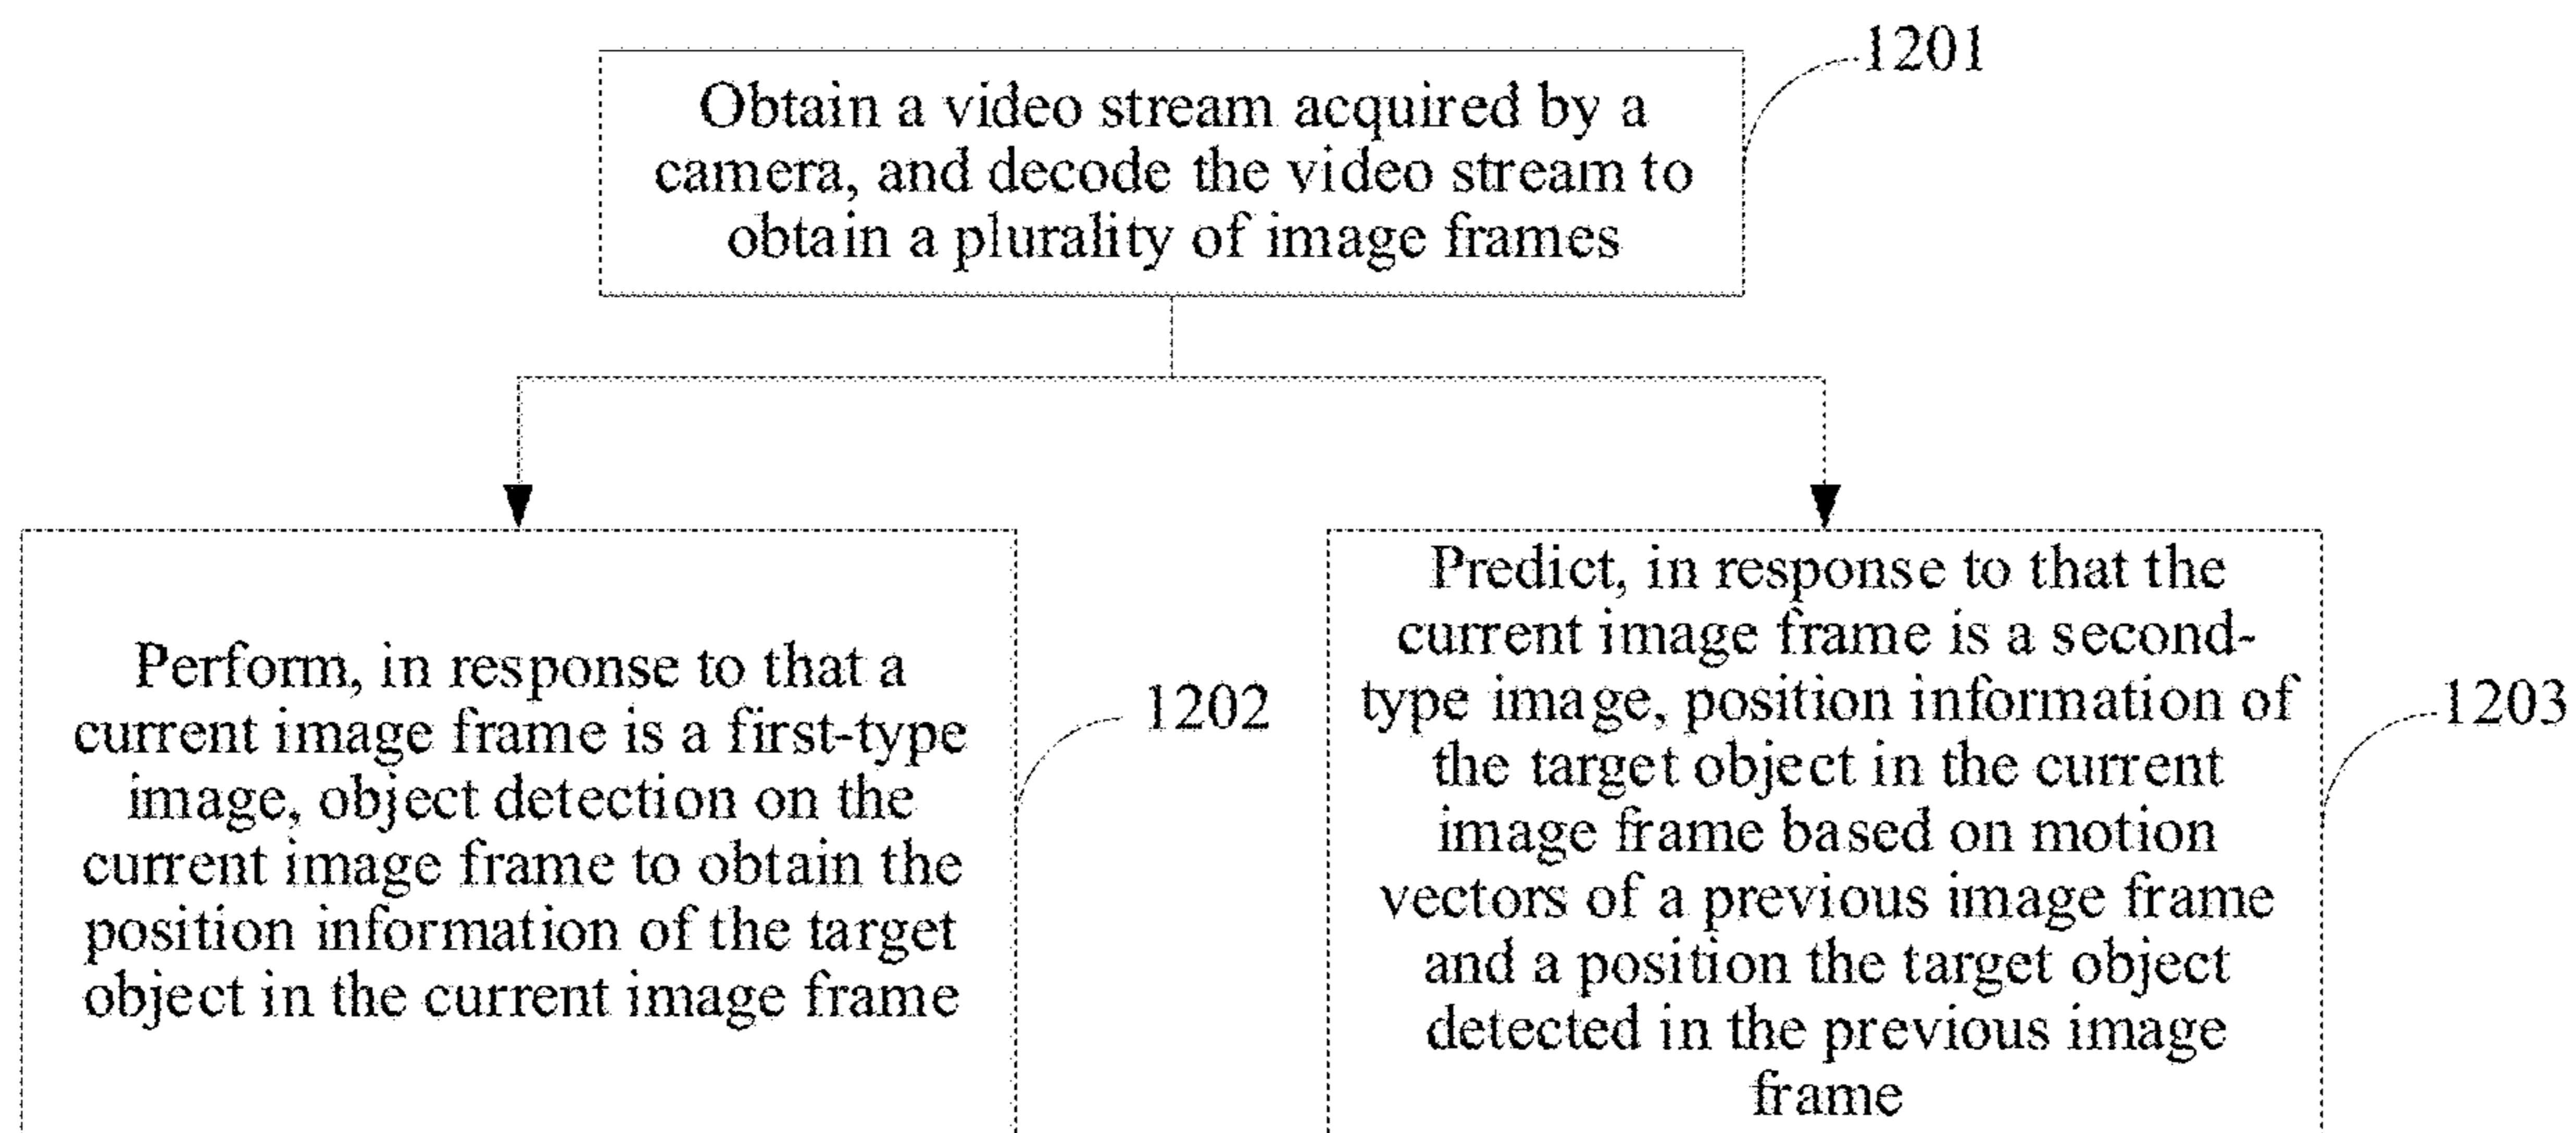 1201
Obtain a video stream acquired by a
camera, and decode the video stream to
obtain a plurality of image frames
Perform, in response to that a
current image frame is a first-type
image, object detection on the
current image frame to obtain the
position information of the target
object in the current image frame
1202
Predict, in response to that the
current image frame is a second-
type image, position information of
the target object in the current
image frame based on motion
vectors of a previous image frame
and a position the target object
detected in the previous image
frame
1203